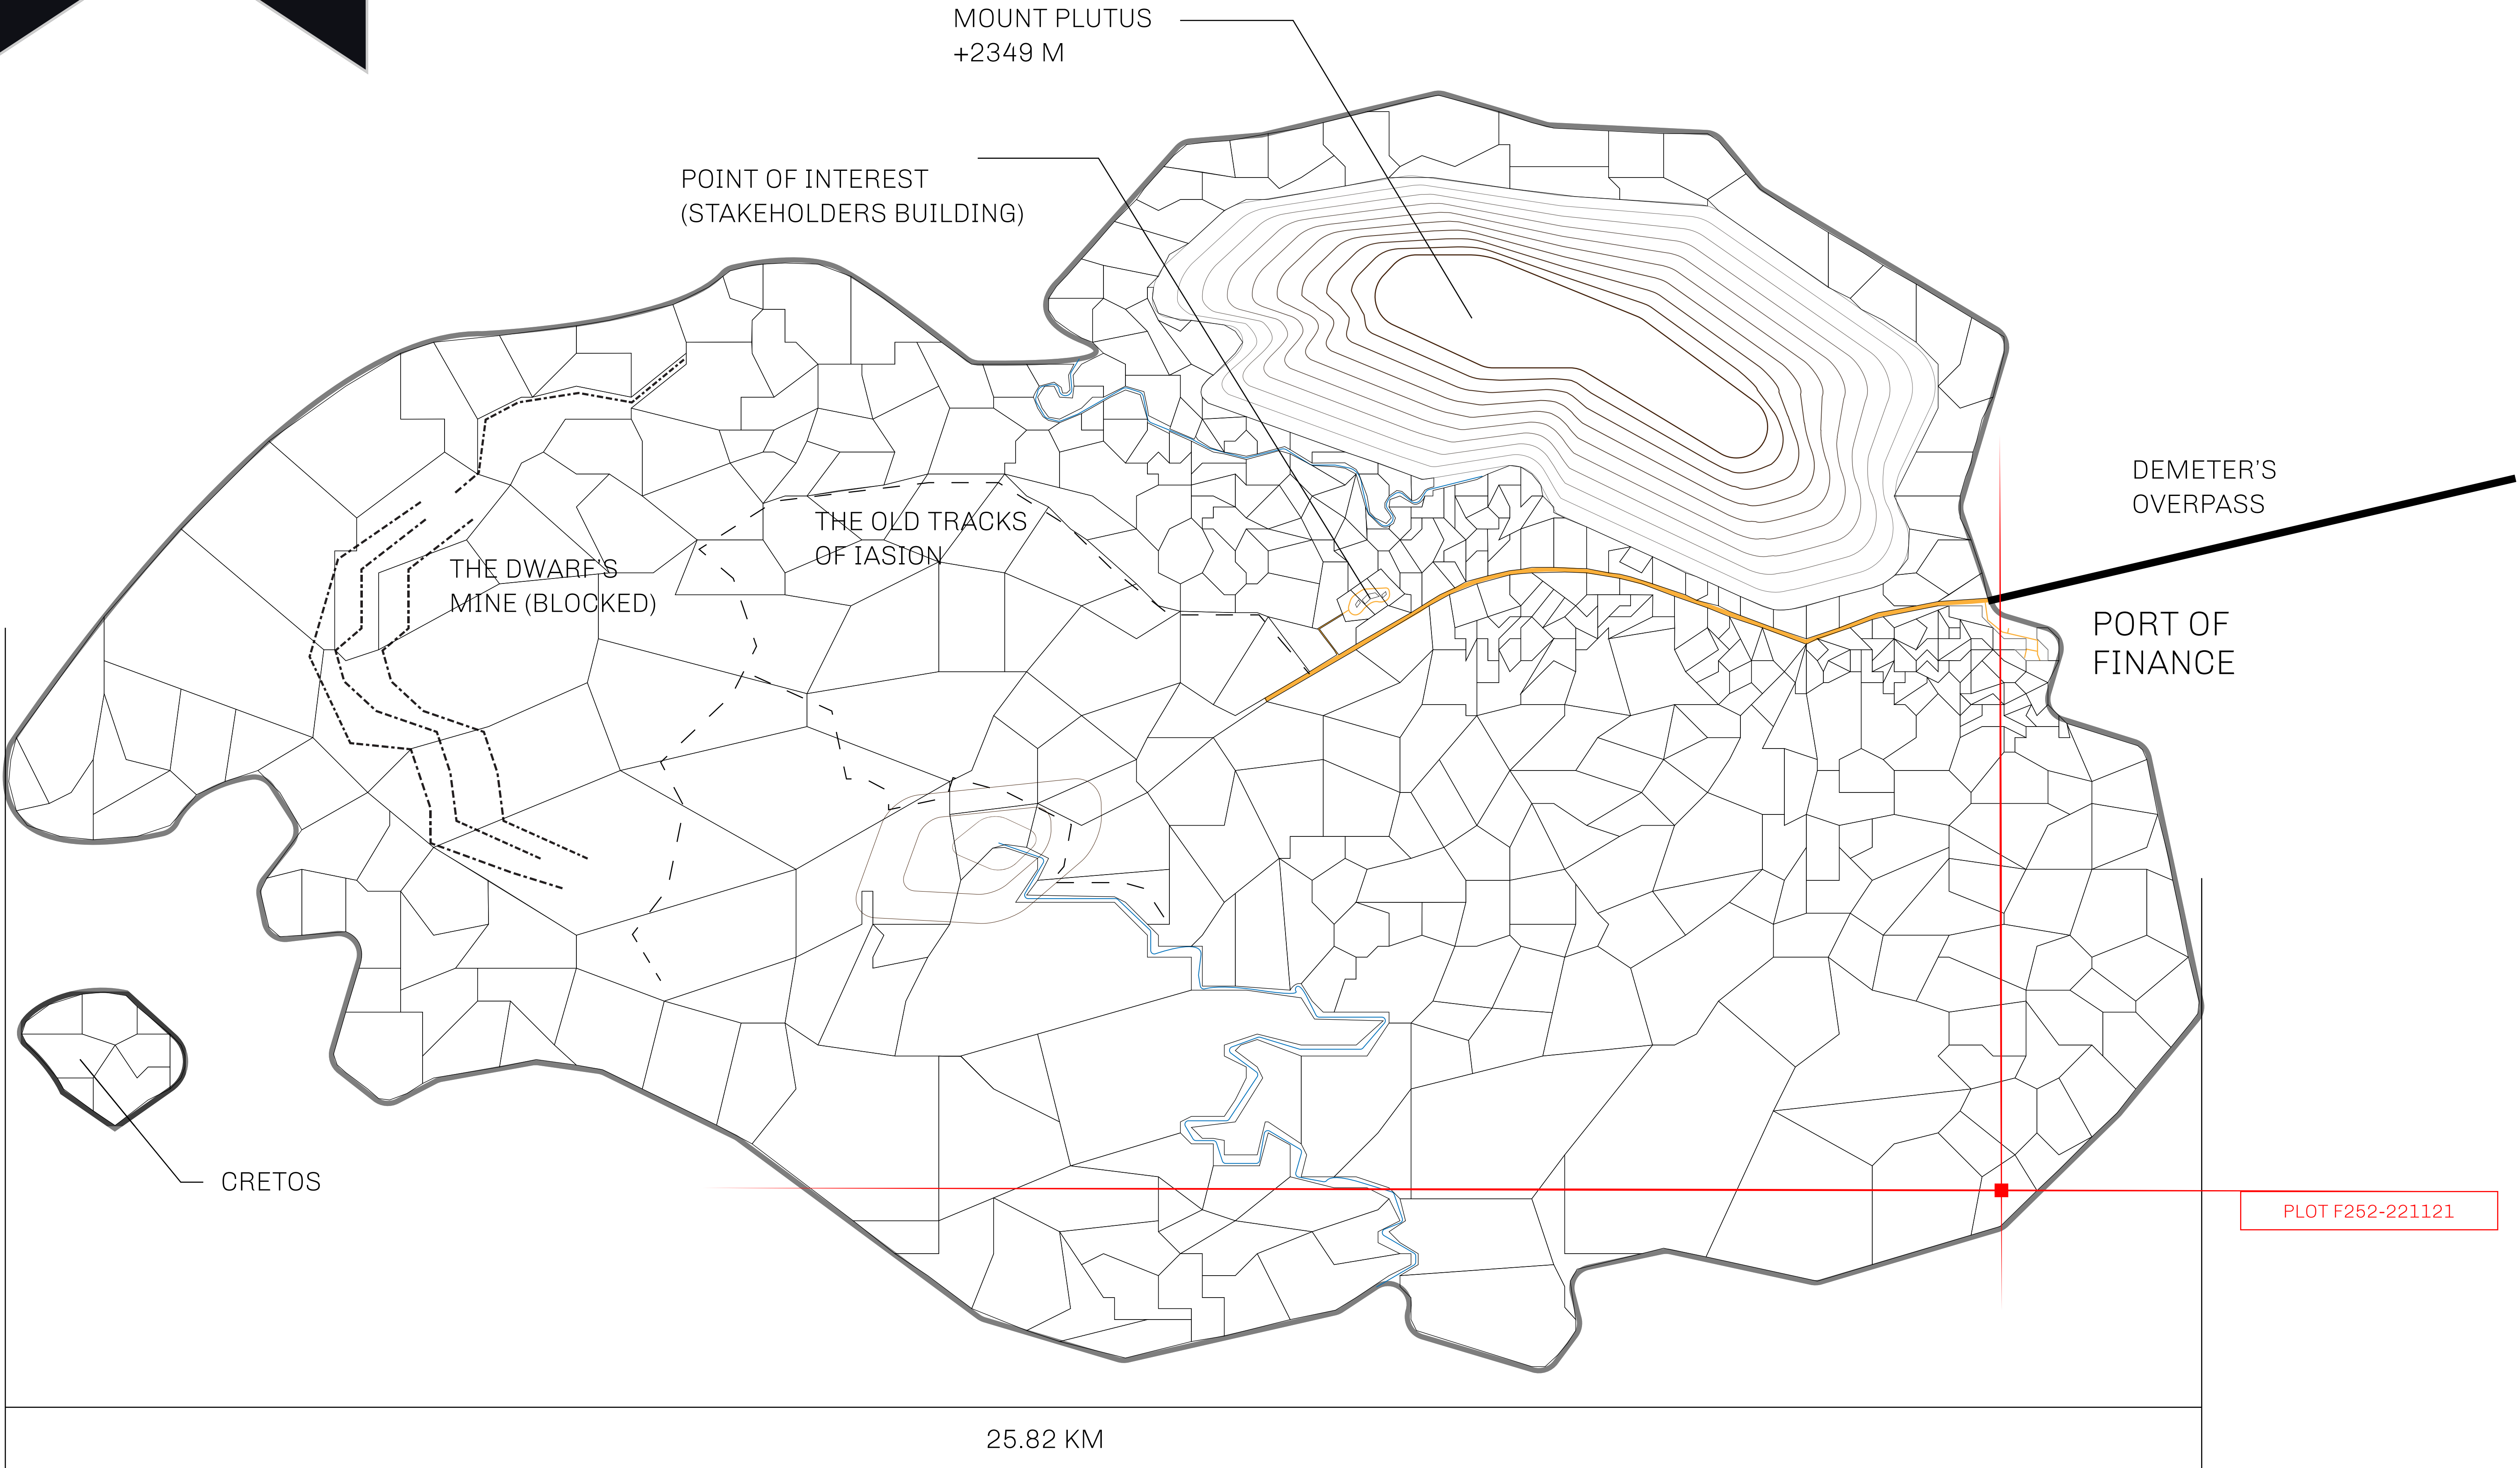 MOUNT PLUTUS
+2349 M
POINT OF INTEREST
(STAKEHOLDERS BUILDING)
DEMETER'S
OVERPASS
THE OLD TRACKS
OF IASION
THE DWARF'S
MINE (BLOCKED)
PORT OF
FINANCE
CRETOS
PLOT F252-221121
25.82 KM